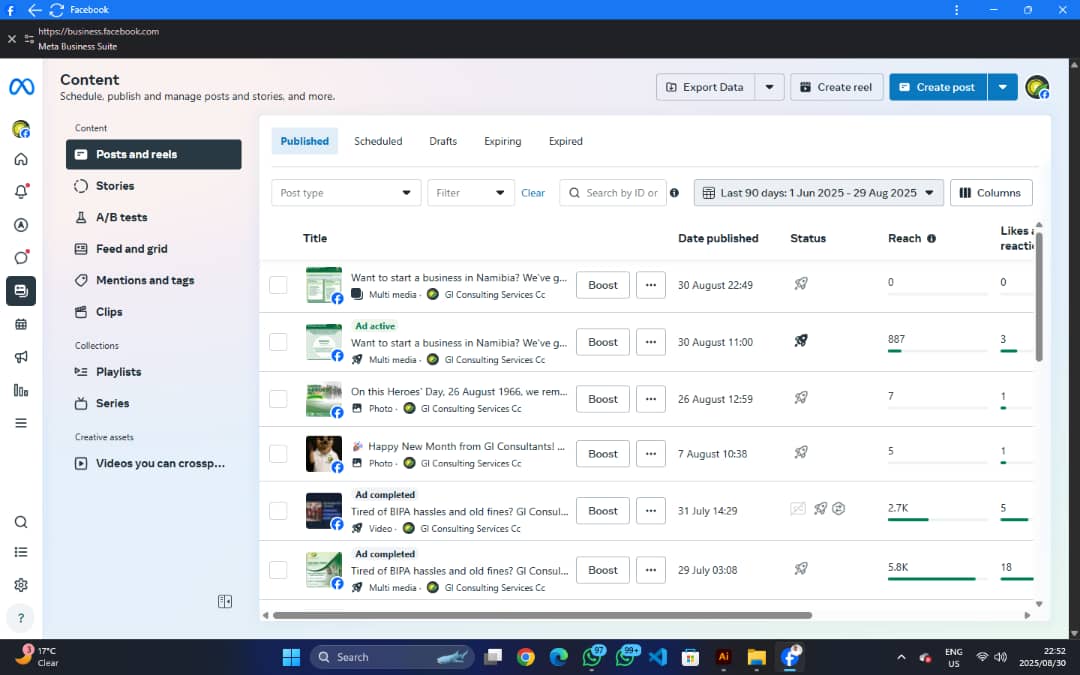 Facebook
https://business.facebook.com
Meta Business Suite
Content
Schedule, publish and manage posts and stories, and more.
Export Data
Create reel
Create post
Content
Posts and reels
Stories
A/B tests
Feed and grid
Mentions and tags
Clips
Collections
Playlists
Series
Creative assets
Videos you can crossp...
Published
Scheduled
Drafts
Expiring
Expired
Post type
Filter
Clear
Search by ID or
Last 90 days: 1 Jun 2025 - 29 Aug 2025
Columns
Title
Date published
Status
Reach
Likes a
reactio
Want to start a business in Namibia? We've g...
Multi media · GI Consulting Services Cc
Boost
...
30 August 22:49
0
0
Ad active
Want to start a business in Namibia? We've g...
Multi media · GI Consulting Services Cc
Boost
...
30 August 11:00
887
3
On this Heroes' Day, 26 August 1966, we rem...
Photo · GI Consulting Services Cc
Boost
...
26 August 12:59
7
1
🎉 Happy New Month from GI Consultants! ...
Photo · GI Consulting Services Cc
Boost
...
7 August 10:38
5
1
Ad completed
Tired of BIPA hassles and old fines? GI Consul...
Video · GI Consulting Services Cc
Boost
...
31 July 14:29
2.7K
5
Ad completed
Tired of BIPA hassles and old fines? GI Consul...
Multi media · GI Consulting Services Cc
Boost
...
29 July 03:08
5.8K
18
?
3
17°C
Clear
Search
97
99+
Ai
ENG
US
22:52
2025/08/30